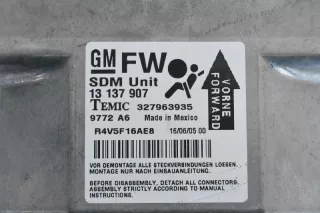 GM FW
SDM Unit
13 137 907
TEMIC 327963935
9772 A6 Made in Mexico
R4V5F16AE8 16/06/05 00
VORNE
FORWARD
VOR DEMONTAGE ALLE STECKVERBINDUNGEN LOESEN.
MONTAGE NUR NACH EINBAUANLEITUNG.
BEFORE DISASSEMBLY, DETACH ALL CONNECTORS.
ASSEMBLY STRICTLY ACCORDING TO MANUAL